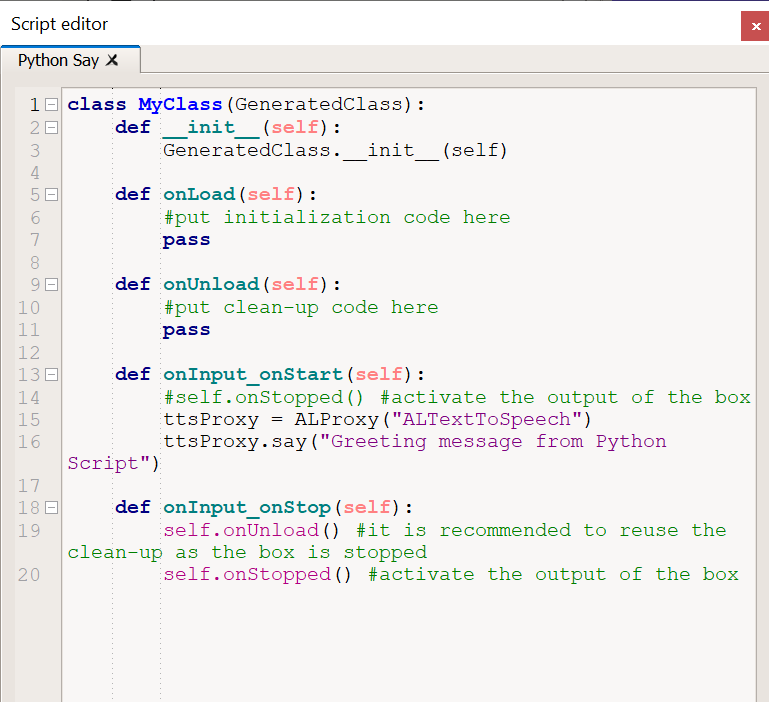 Script editor
×
Python Say X
1 class MyClass(GeneratedClass):
2     def __init__(self):
3         GeneratedClass.__init__(self)
4
5     def onLoad(self):
6         #put initialization code here
7         pass
8
9     def onUnload(self):
10         #put clean-up code here
11         pass
12
13     def onInput_onStart(self):
14         #self.onStopped() #activate the output of the box
15         ttsProxy = ALProxy("ALTextToSpeech")
16         ttsProxy.say("Greeting message from Python
Script")
17
18     def onInput_onStop(self):
19         self.onUnload() #it is recommended to reuse the
clean-up as the box is stopped
20         self.onStopped() #activate the output of the box